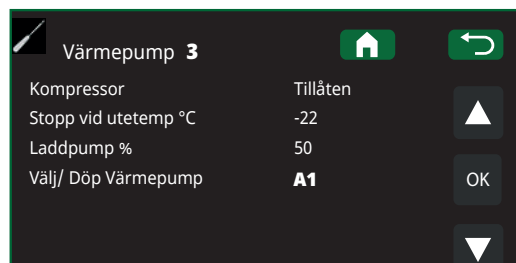 Värmepump 3
Kompressor Tillåten
Stopp vid utetemp °C -22
Laddpump % 50
Välj/ Döp Värmepump A1
OK